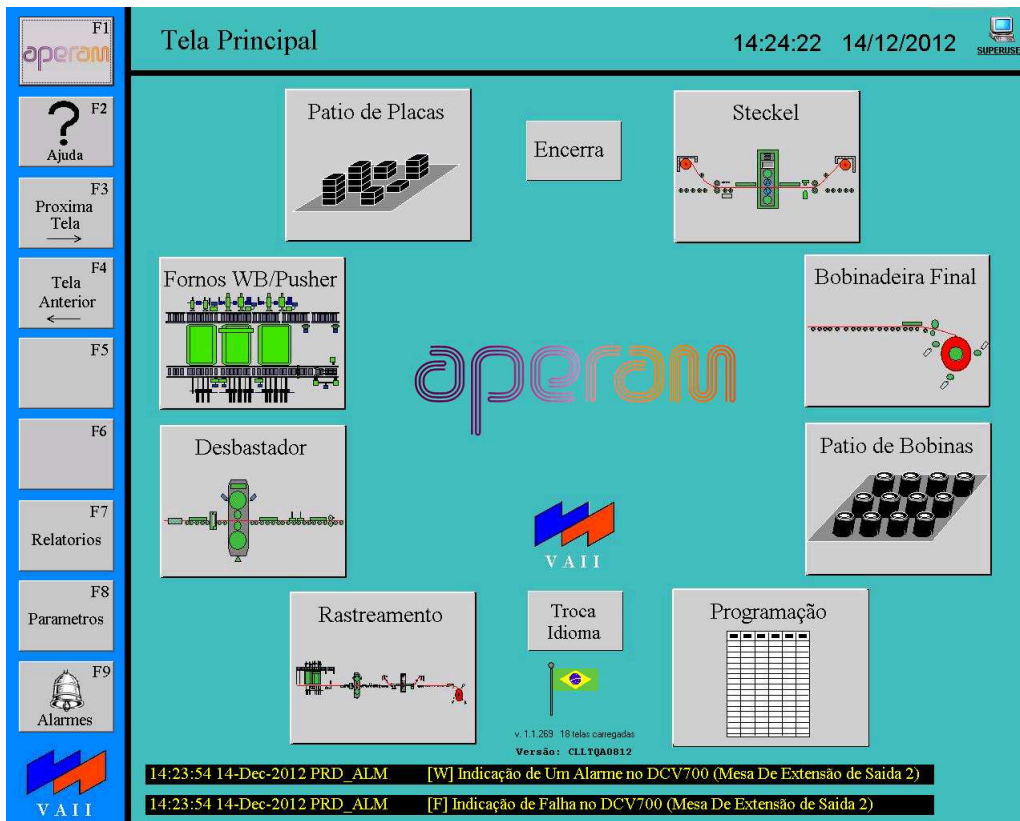 F1
aperam
F2
Ajuda
F3
Proxima
Tela
F4
Tela
Anterior
F5
F6
F7
Relatorios
F8
Parametros
F9
Alarmes
VAII
Tela Principal
14:24:22 14/12/2012
SUPERUSE
Patio de Placas
Encerra
Steckel
Fornos WB/Pusher
Bobinadeira Final
aperam
Desbastador
Patio de Bobinas
VAII
Rastreamento
Troca
Idioma
Programação
v. 1.1.269 18 telas carregadas
Versão: CLLTQA0812
14:23:54 14-Dec-2012 PRD_ALM [W] Indicação de Um Alarme no DCV700 (Mesa De Extensão de Saida 2)
14:23:54 14-Dec-2012 PRD_ALM [F] Indicação de Falha no DCV700 (Mesa De Extensão de Saida 2)